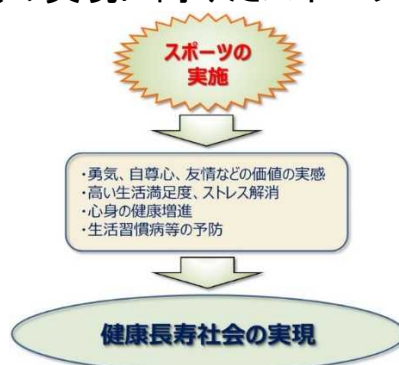 スポーツの
実施
・勇気、自尊心、友情などの価値の実感
・高い生活満足度、ストレス解消
・心身の健康増進
・生活習慣病等の予防
健康長寿社会の実現